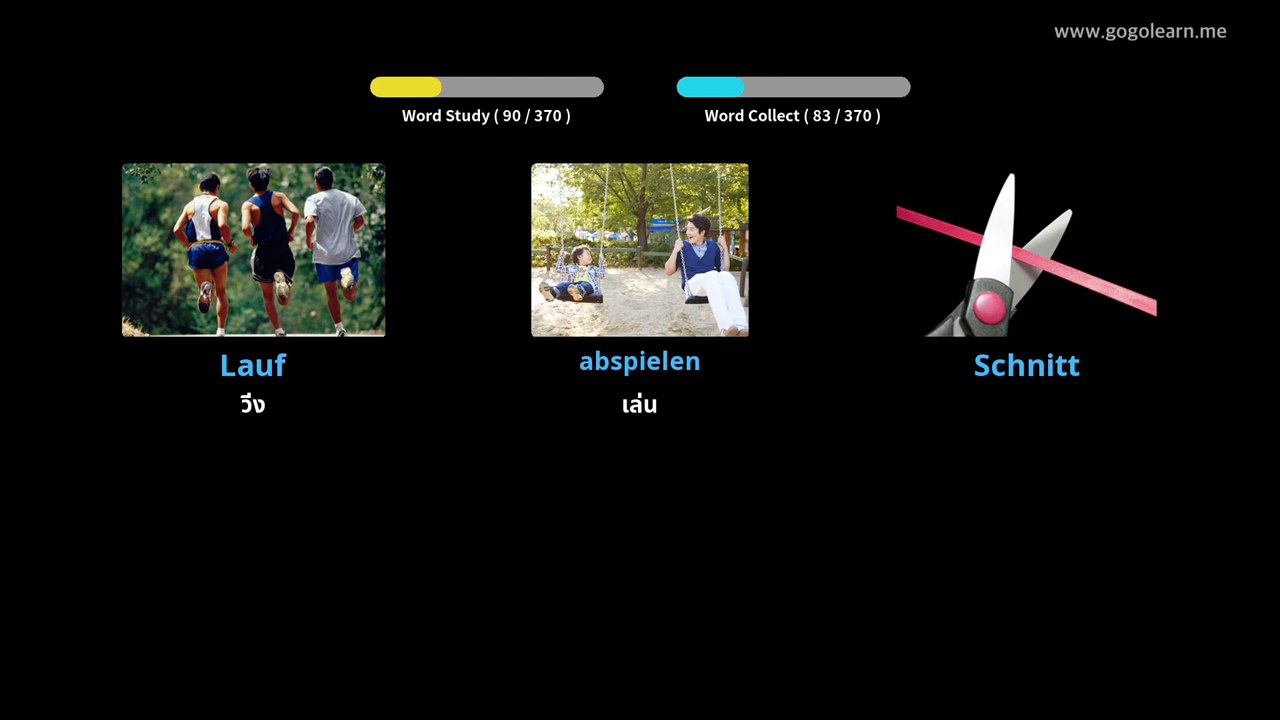 www.gogolearn.me
Word Study ( 90 / 370 )
Word Collect ( 83 / 370 )
Lauf
abspielen
Schnitt
วิ่ง
เล่น